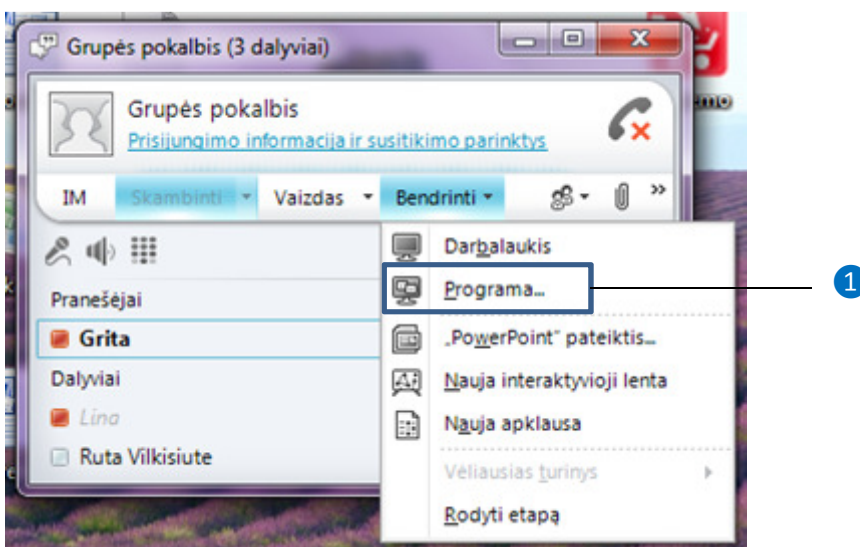 Grupės pokalbis (3 dalyviai)
Grupės pokalbis
Prisijungimo informacija ir susitikimo parinktys
IM Skambinti Vaizdas Bendrinti »
Darbalaukis
Programa...
Pranešėjai
Grita
„PowerPoint“ pateiktis...
Dalyviai
Nauja interaktyvioji lenta
Lina
Nauja apklausa
Ruta Vilkisiute
Vėliausias turinys
Rodyti etapą
1